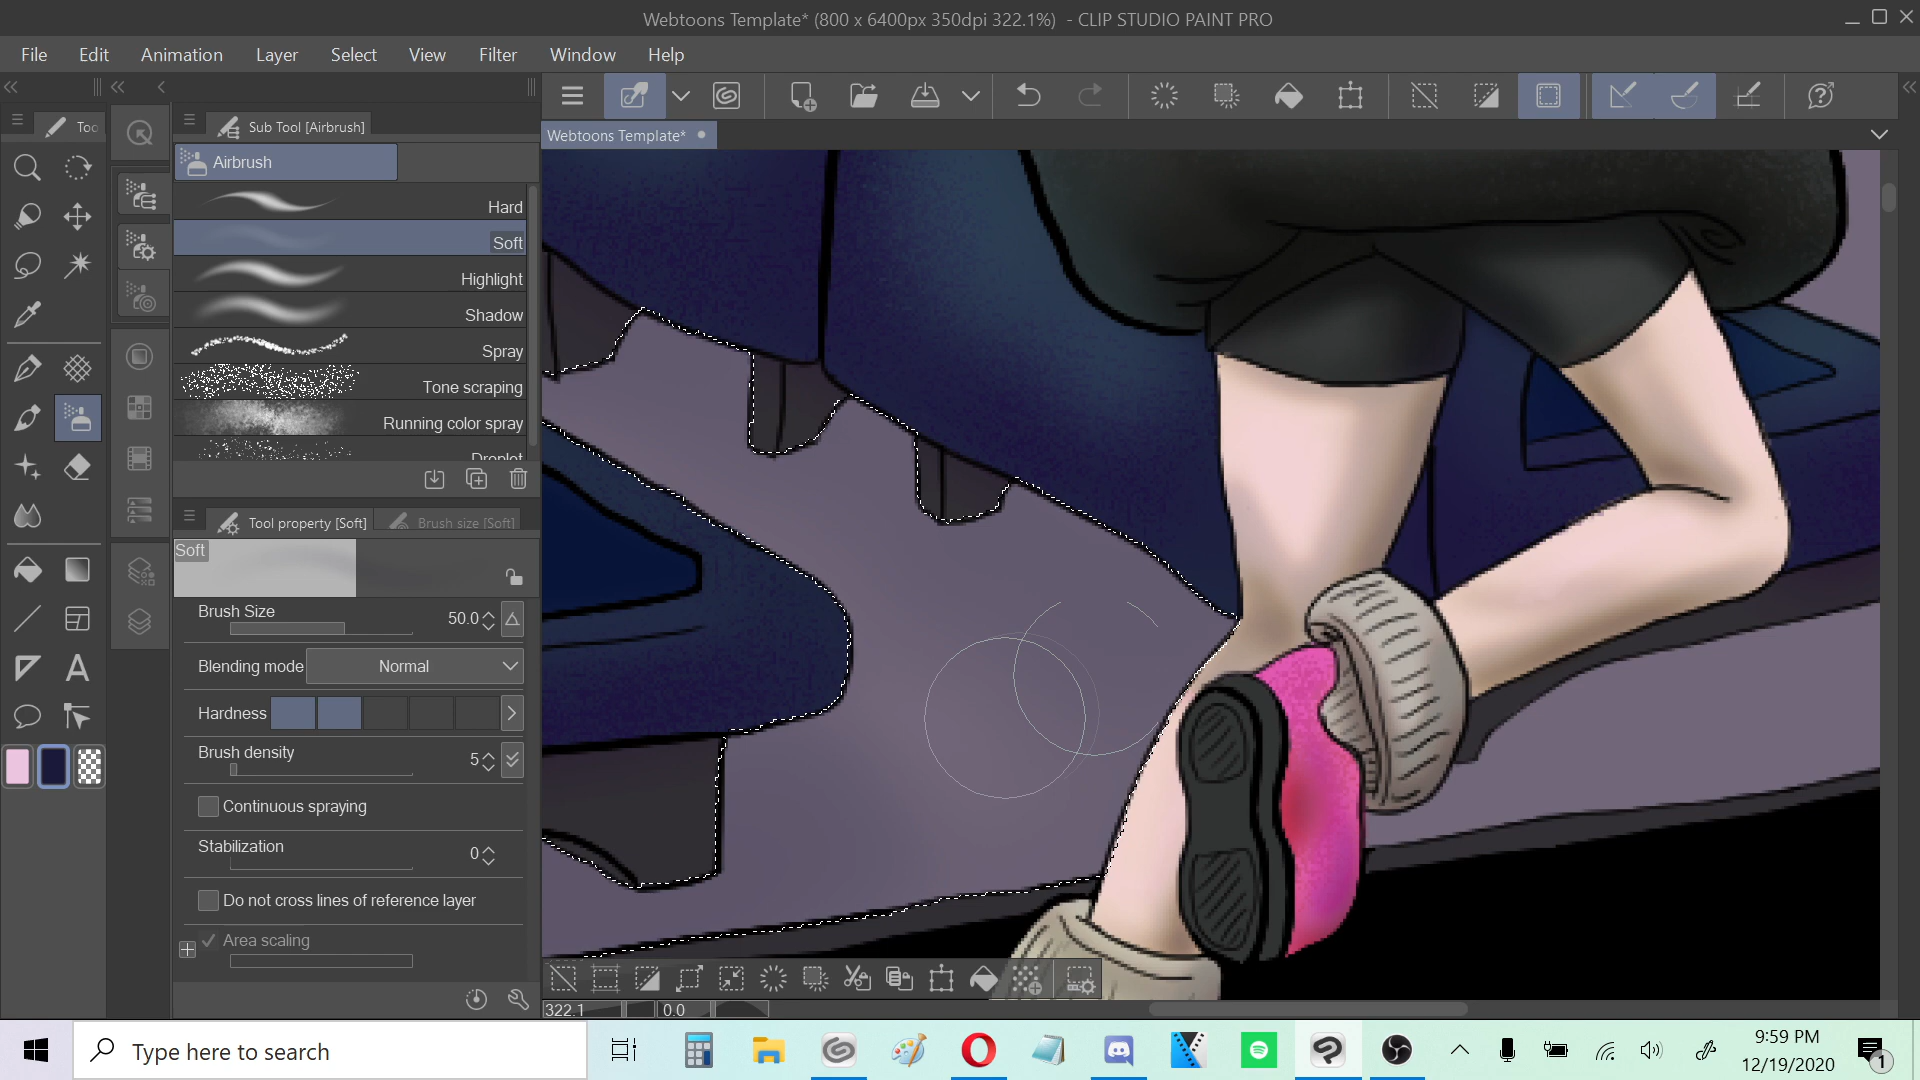 Webtoons Template* (800 x 6400px 350dpi 322.1%)  - CLIP STUDIO PAINT PRO
File Edit Animation Layer Select View Filter Window Help
Too
Sub Tool [Airbrush]
Webtoons Template*
Airbrush
Hard
Soft
Highlight
Shadow
Spray
Tone scraping
Running color spray
Droplet
Tool property [Soft]
Brush size [Soft]
Soft
Brush Size 50.0
Blending mode Normal
Hardness
Brush density 5
Continuous spraying
Stabilization 0
Do not cross lines of reference layer
Area scaling
322.1 0.0
Type here to search
9:59 PM
12/19/2020
1